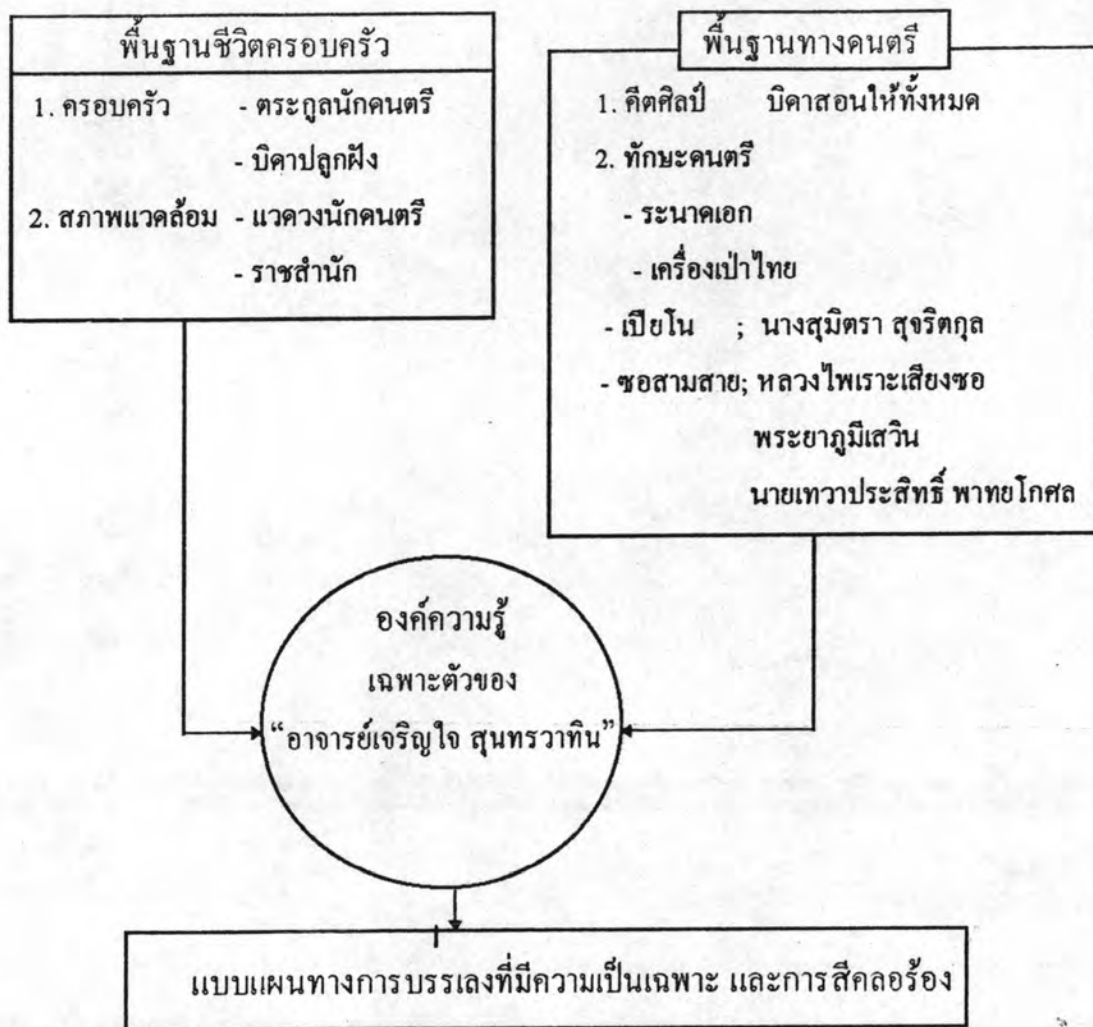 พื้นฐานชีวิตครอบครัว
1. ครอบครัว - ตระกูลนักดนตรี
- บิดาปลูกฝัง
2. สภาพแวดล้อม - แวดวงนักดนตรี
- ราชสำนัก
พื้นฐานทางดนตรี
1. คีตศิลป์ บิดาสอนให้ทั้งหมด
2. ทักษะดนตรี
- ระนาดเอก
- เครื่องเป่าไทย
- เปียโน ; นางสุมิตรา สุจริตกุล
- ซอสามสาย; หลวงไพเราะเสียงซอ
พระยาภูมีเสวิน
นายเทวาประสิทธิ์ พาทยโกศล
องค์ความรู้
เฉพาะตัวของ
“อาจารย์เจริญใจ สุนทรวาทิน”
แบบแผนทางการบรรเลงที่มีความเป็นเฉพาะ และการสีคลอร้อง